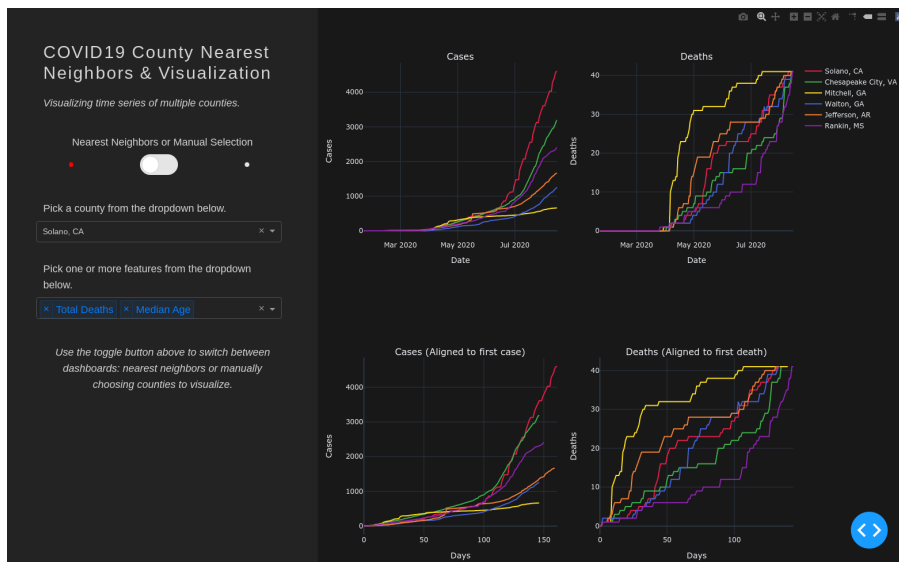 COVID19 County Nearest
Neighbors & Visualization
Visualizing time series of multiple counties.
Nearest Neighbors or Manual Selection
Pick a county from the dropdown below.
Solano, CA
×
Pick one or more features from the dropdown
below.
× Total Deaths × Median Age
×
Use the toggle button above to switch between
dashboards: nearest neighbors or manually
choosing counties to visualize.
Cases
Cases
4000
3000
2000
1000
0
Mar 2020 May 2020 Jul 2020
Date
Deaths
Deaths
40
30
20
10
0
Mar 2020 May 2020 Jul 2020
Date
Solano, CA
Chesapeake City, VA
Mitchell, GA
Walton, GA
Jefferson, AR
Rankin, MS
Cases (Aligned to first case)
Cases
4000
3000
2000
1000
0
0 50 100 150
Days
Deaths (Aligned to first death)
Deaths
40
30
20
10
0
0 50 100
Days